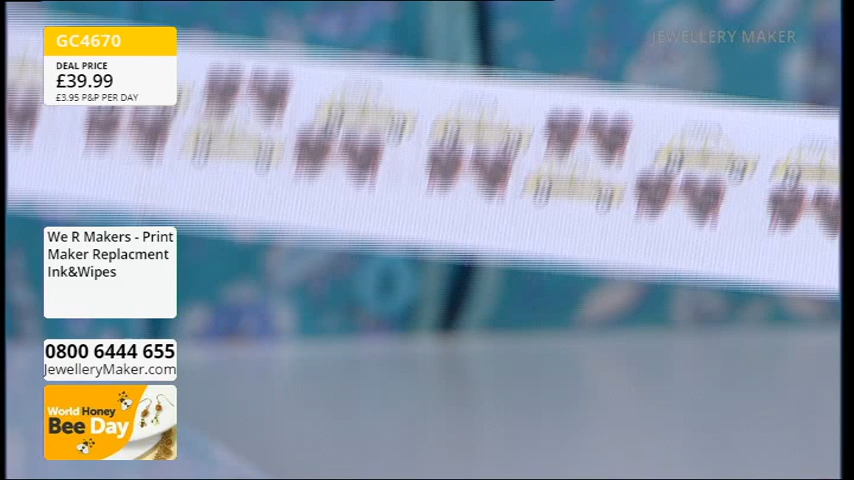 GC4670
JEWELLERY MAKER
DEAL PRICE
£39.99
£3.95 P&P PER DAY
We R Makers - Print
Maker Replacment
Ink&Wipes
0800 6444 655
JewelleryMaker.com
World Honey
Bee Day